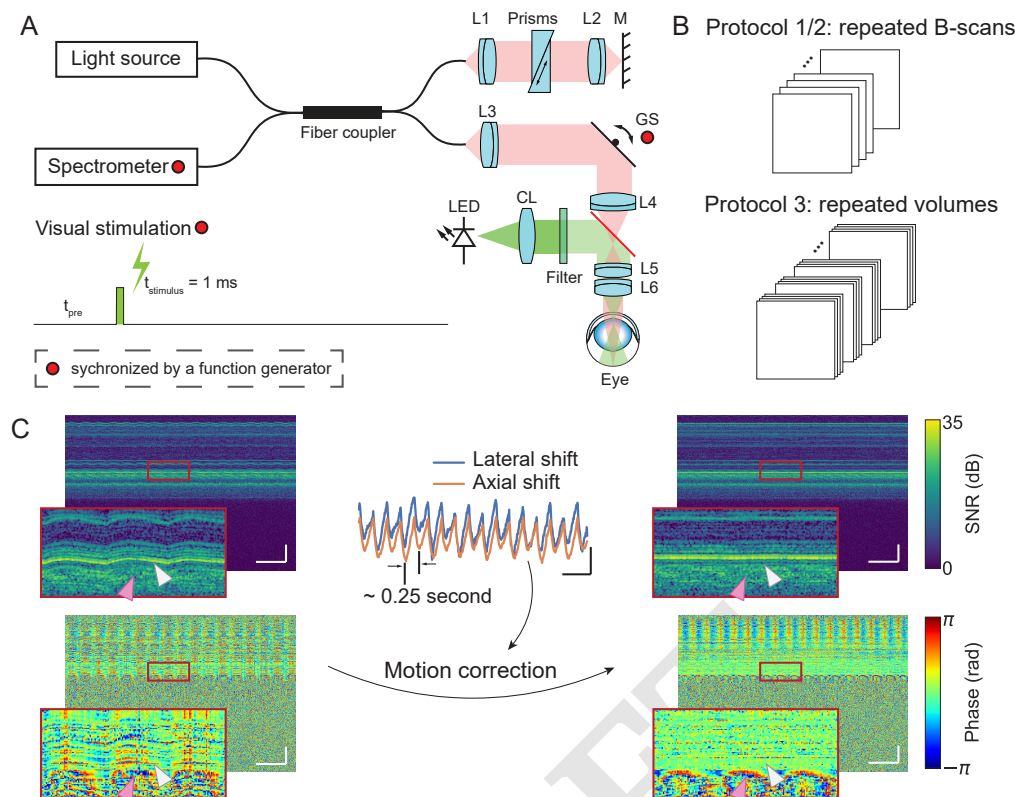 A
Light source
Spectrometer
Fiber coupler
L1
Prisms
L2
M
L3
GS
L4
LED
CL
Filter
L5
L6
Eye
Visual stimulation
t_stimulus = 1 ms
t_pre
sychronized by a function generator
B
Protocol 1/2: repeated B-scans
Protocol 3: repeated volumes
C
Lateral shift
Axial shift
~ 0.25 second
Motion correction
35
SNR (dB)
0
π
Phase (rad)
−π